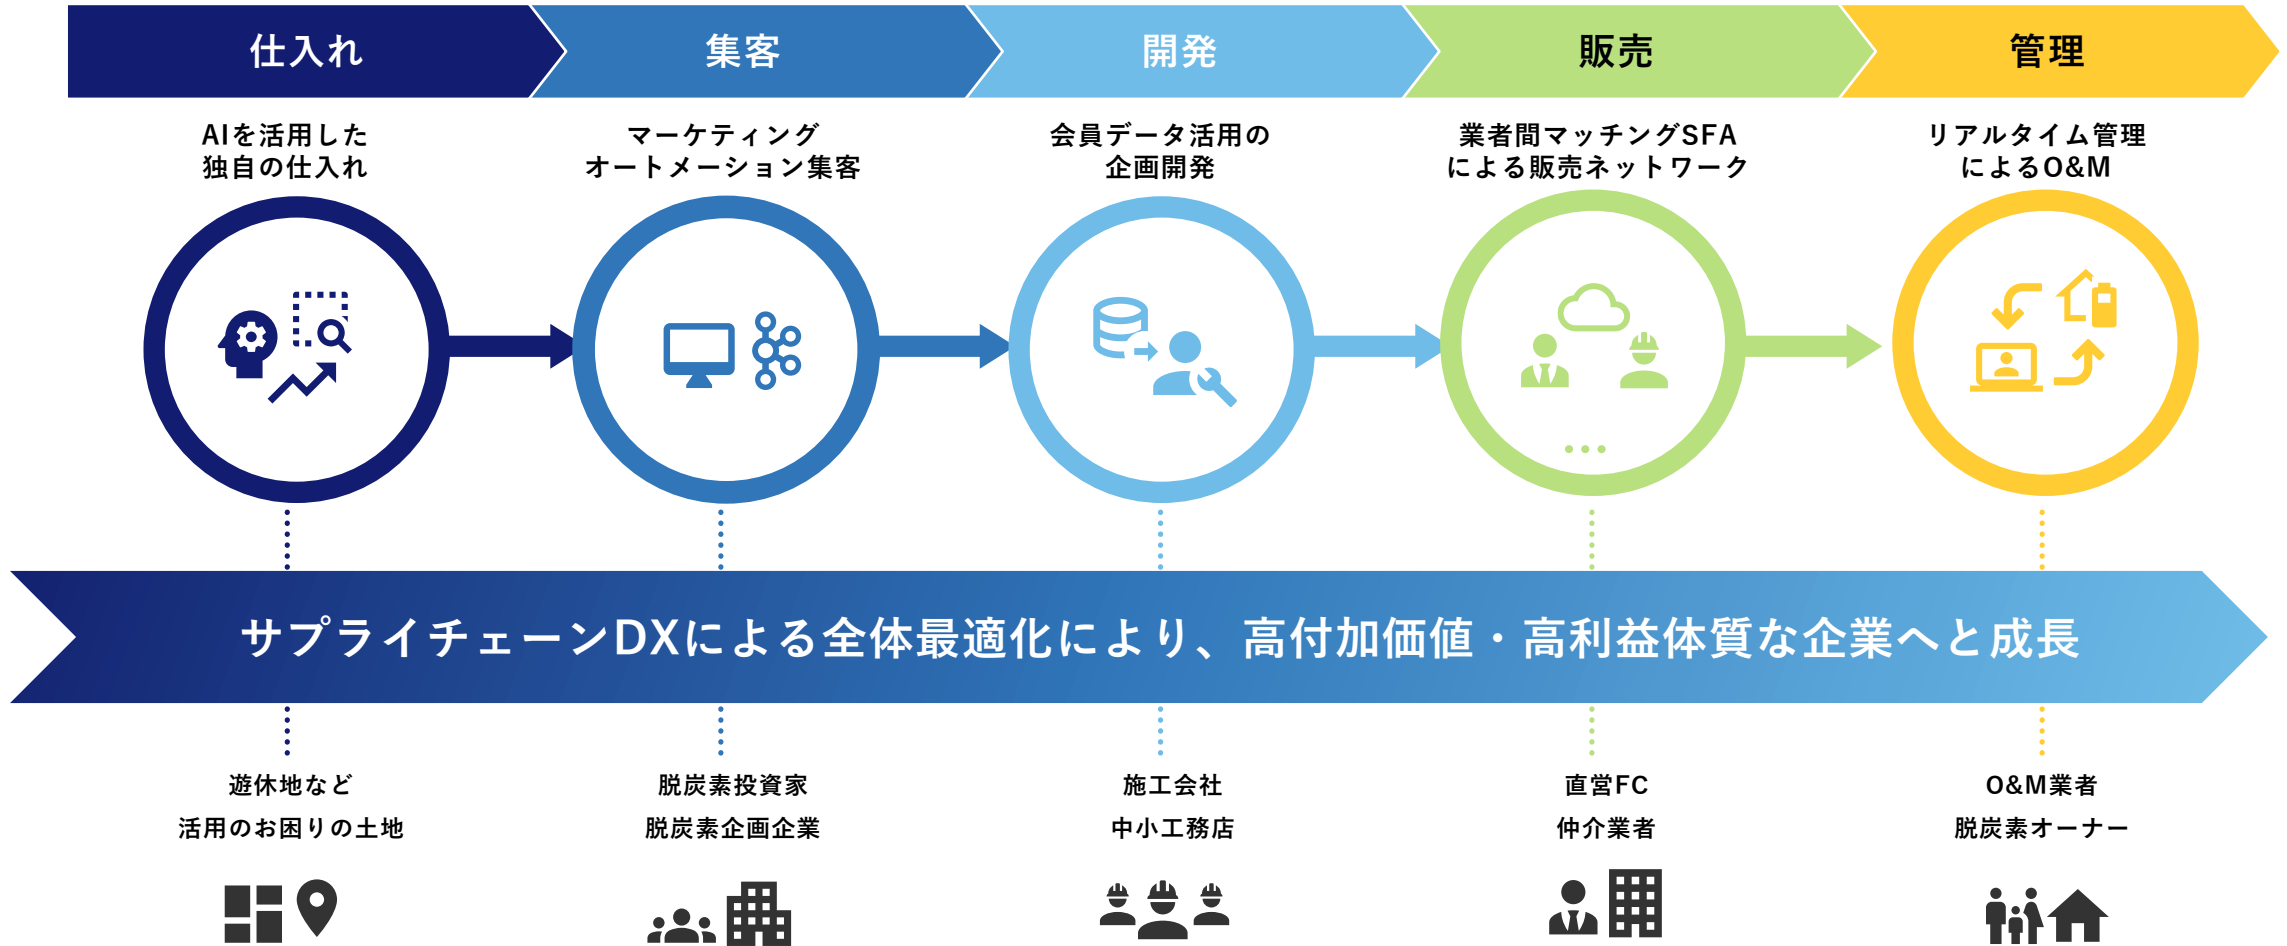 仕入れ
集客
開発
販売
管理
AIを活用した
独自の仕入れ
マーケティング
オートメーション集客
会員データ活用の
企画開発
業者間マッチングSFA
による販売ネットワーク
リアルタイム管理
によるO&M
サプライチェーンDXによる全体最適化により、高付加価値・高利益体質な企業へと成長
遊休地など
活用のお困りの土地
脱炭素投資家
脱炭素企画企業
施工会社
中小工務店
直営FC
仲介業者
O&M業者
脱炭素オーナー